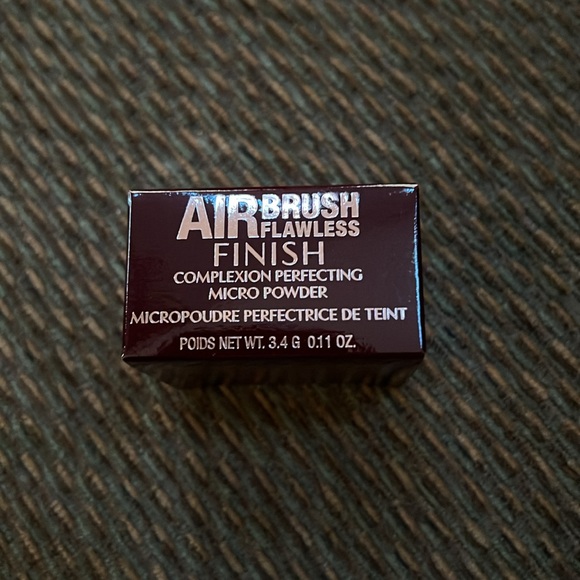 AIRBRUSH
FLAWLESS
FINISH
COMPLEXION PERFECTING
MICRO POWDER
MICROPOUDRE PERFECTRICE DE TEINT
POIDS NET WT. 3.4 G 0.11 OZ.